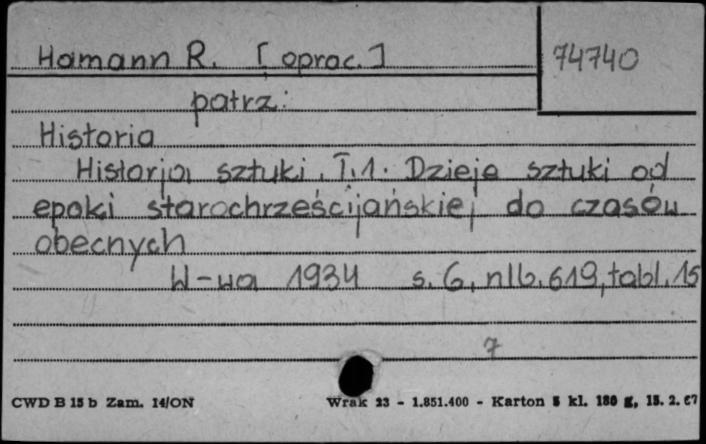 Hamann R. [oprac.] 74740
patrz:
Historia
Historja sztuki. T.1. Dzieje sztuki od
epoki starochrześcijańskiej do czasów
obecnych
W-wa 1934 s. 6, nlb. 619, tabl. 15
7
CWD B 15 b Zam. 14/ON Wrak 23 - 1.851.400 - Karton 5 kl. 180 g, 15. 2. 67